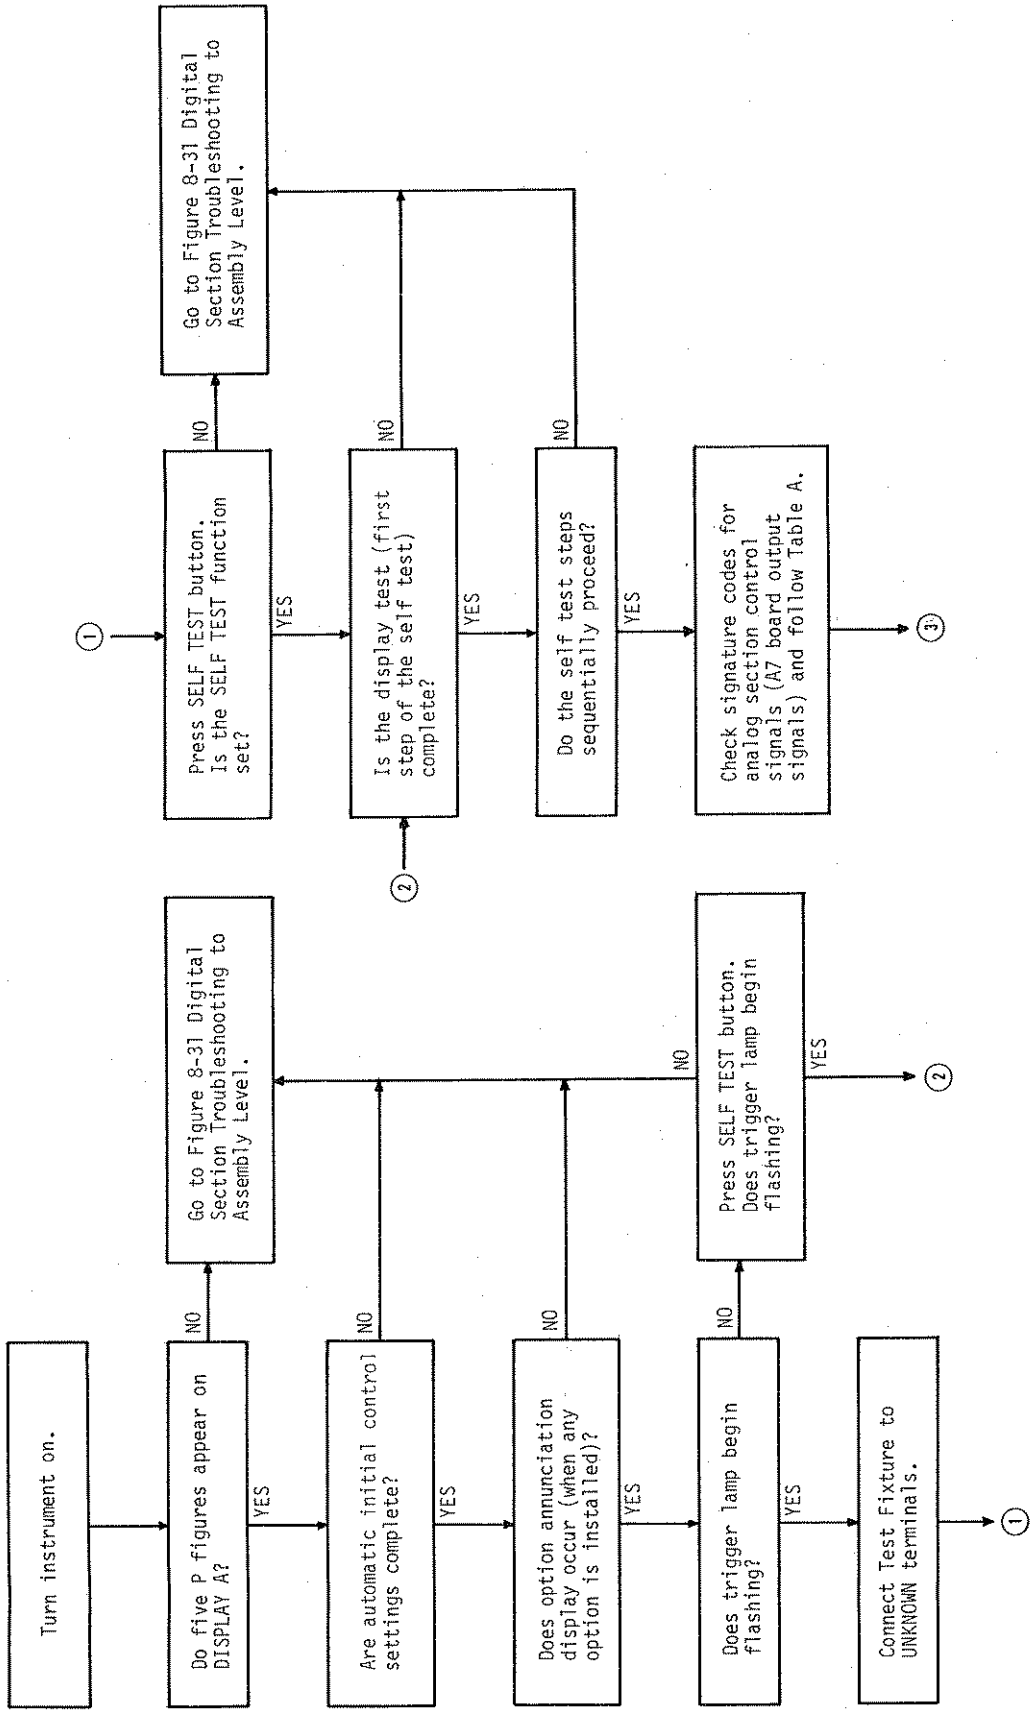 Turn instrument on.
Do five P figures appear on
DISPLAY A?
NO
YES
Go to Figure 8-31 Digital
Section Troubleshooting to
Assembly Level.
Are automatic initial control
settings complete?
NO
YES
Does option annunciation
display occur (when any
option is installed)?
NO
YES
Does trigger lamp begin
flashing?
NO
YES
Press SELF TEST button.
Does trigger lamp begin
flashing?
NO
YES
2
Connect Test Fixture to
UNKNOWN terminals.
1
1
Press SELF TEST button.
Is the SELF TEST function
set?
NO
YES
Go to Figure 8-31 Digital
Section Troubleshooting to
Assembly Level.
2
Is the display test (first
step of the self test)
complete?
NO
YES
Do the self test steps
sequentially proceed?
NO
YES
Check signature codes for
analog section control
signals (A7 board output
signals) and follow Table A.
3